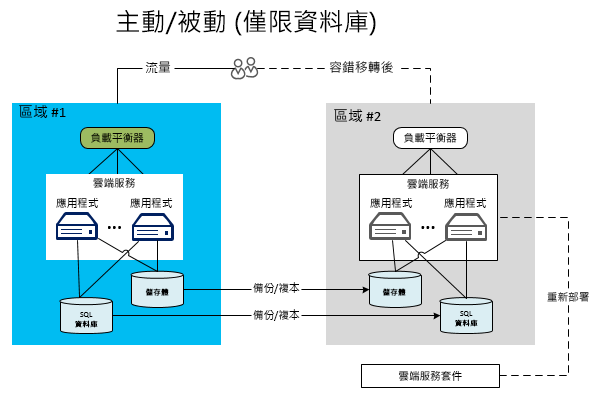 主動/被動 (僅限資料庫)
流量
容錯移轉後
區域 #1
負載平衡器
雲端服務
應用程式
應用程式
...
儲存體
SQL
資料庫
備份/複本
備份/複本
區域 #2
負載平衡器
雲端服務
應用程式
應用程式
...
儲存體
SQL
資料庫
重新部署
雲端服務套件